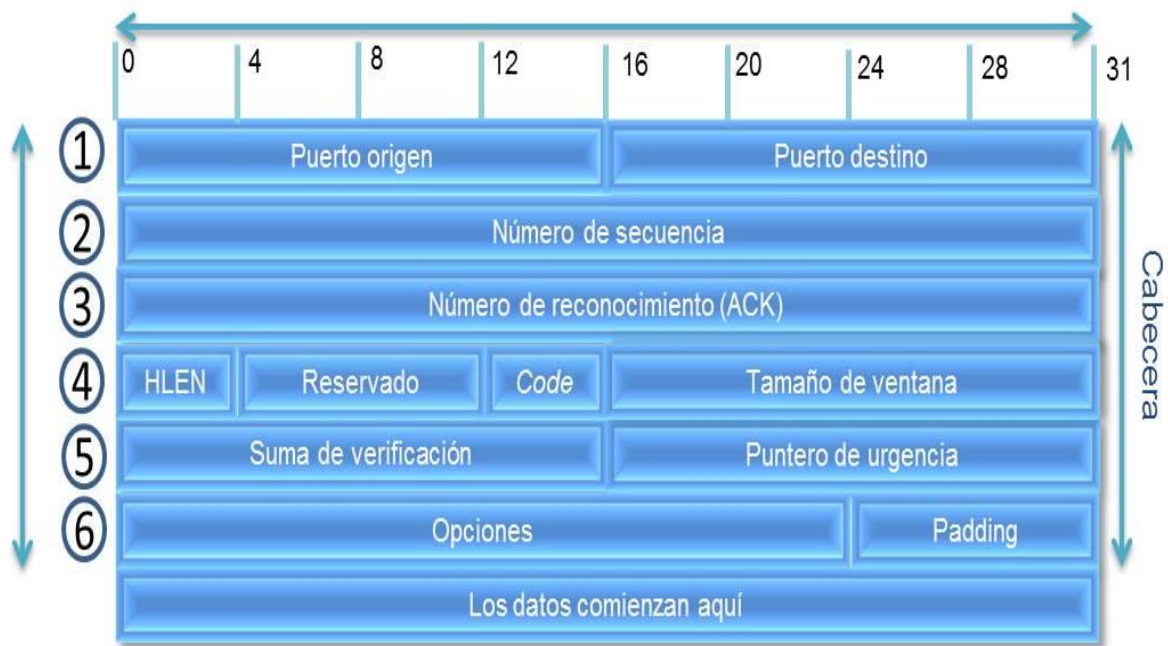 0 4 8 12 16 20 24 28 31
1 Puerto origen Puerto destino
2 Número de secuencia
3 Número de reconocimiento (ACK)
4 HLEN Reservado Code Tamaño de ventana
5 Suma de verificación Puntero de urgencia
6 Opciones Padding
Los datos comienzan aquí
Cabecera